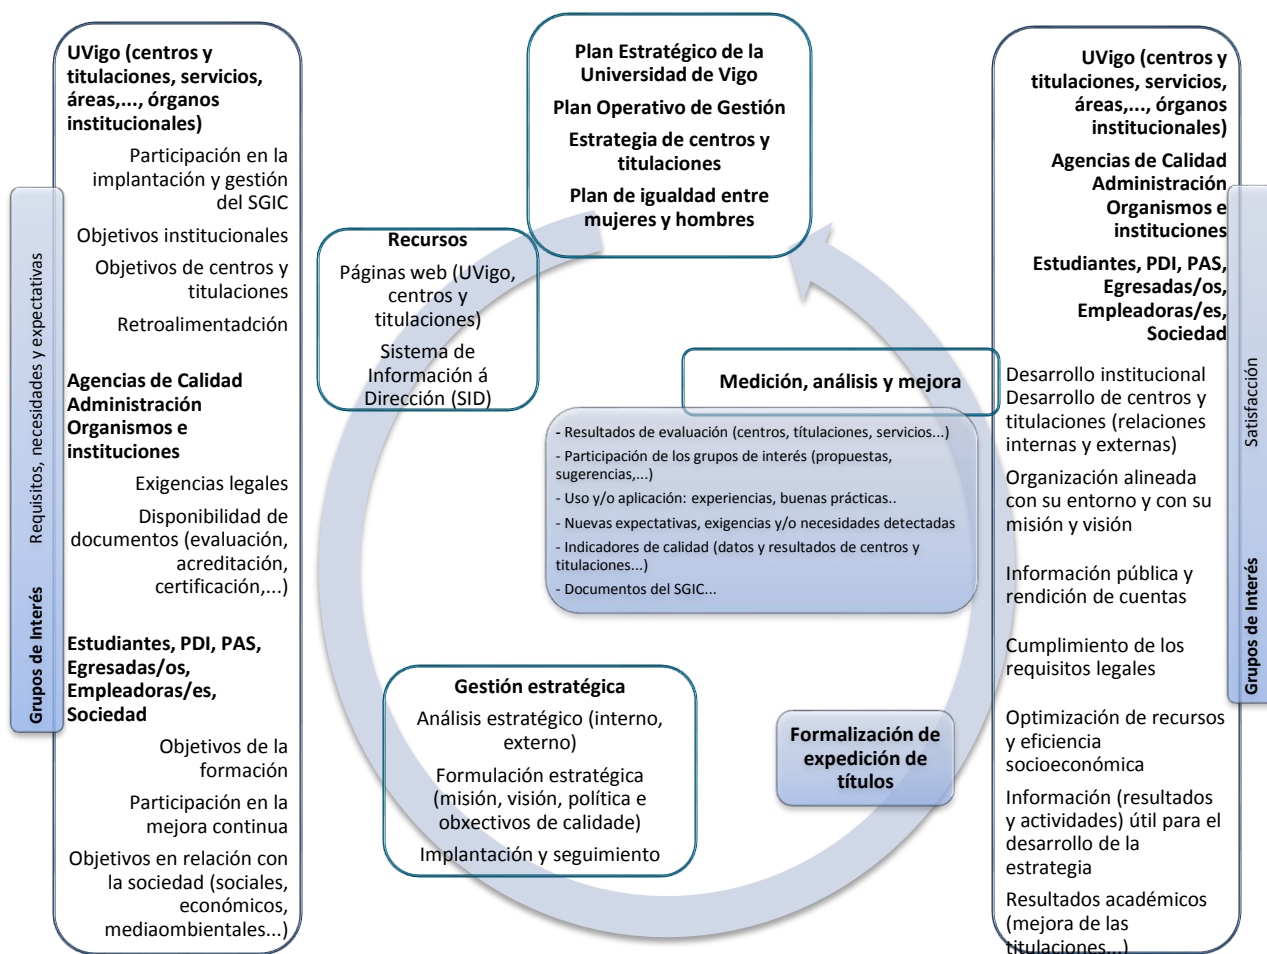 UVigo (centros y
titulaciones, servicios,
áreas,..., órganos
institucionales)
Participación en la
implantación y gestión
del SGIC
Objetivos institucionales
Objetivos de centros y
titulaciones
Retroalimentadción
Agencias de Calidad
Administración
Organismos e
instituciones
Exigencias legales
Disponibilidad de
documentos (evaluación,
acreditación,
certificación,...)
Estudiantes, PDI, PAS,
Egresadas/os,
Empleadoras/es,
Sociedad
Objetivos de la
formación
Participación en la
mejora continua
Objetivos en relación con
la sociedad (sociales,
económicos,
mediaombientales...)
Grupos de Interés Requisitos, necesidades y expectativas
Plan Estratégico de la
Universidad de Vigo
Plan Operativo de Gestión
Estrategia de centros y
titulaciones
Plan de igualdad entre
mujeres y hombres
Recursos
Páginas web (UVigo,
centros y
titulaciones)
Sistema de
Información á
Dirección (SID)
Medición, análisis y mejora
- Resultados de evaluación (centros, títulaciones, servicios...)
- Participación de los grupos de interés (propuestas,
sugerencias,...)
- Uso y/o aplicación: experiencias, buenas prácticas..
- Nuevas expectativas, exigencias y/o necesidades detectadas
- Indicadores de calidad (datos y resultados de centros y
titulaciones...)
- Documentos del SGIC...
Gestión estratégica
Análisis estratégico (interno,
externo)
Formulación estratégica
(misión, visión, política e
obxectivos de calidade)
Implantación y seguimiento
Formalización de
expedición de
títulos
UVigo (centros y
titulaciones, servicios,
áreas,..., órganos
institucionales)
Agencias de Calidad
Administración
Organismos e
instituciones
Estudiantes, PDI, PAS,
Egresadas/os,
Empleadoras/es,
Sociedad
Desarrollo institucional
Desarrollo de centros y
titulaciones (relaciones
internas y externas)
Organización alineada
con su entorno y con su
misión y visión
Información pública y
rendición de cuentas
Cumplimiento de los
requisitos legales
Optimización de recursos
y eficiencia
socioeconómica
Información (resultados
y actividades) útil para el
desarrollo de la
estrategia
Resultados académicos
(mejora de las
titulaciones...)
Grupos de Interés Satisfacción